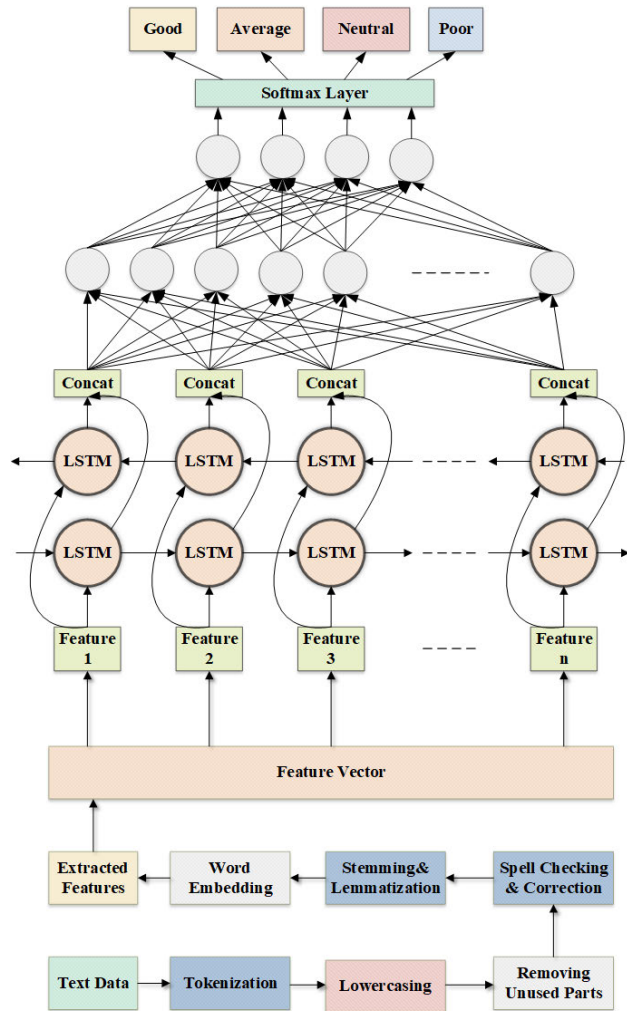 Good
Average
Neutral
Poor
Softmax Layer
Concat
Concat
Concat
Concat
LSTM
LSTM
LSTM
LSTM
LSTM
LSTM
LSTM
LSTM
Feature
1
Feature
2
Feature
3
Feature
n
Feature Vector
Extracted
Features
Word
Embedding
Stemming&
Lemmatization
Spell Checking
& Correction
Text Data
Tokenization
Lowercasing
Removing
Unused Parts